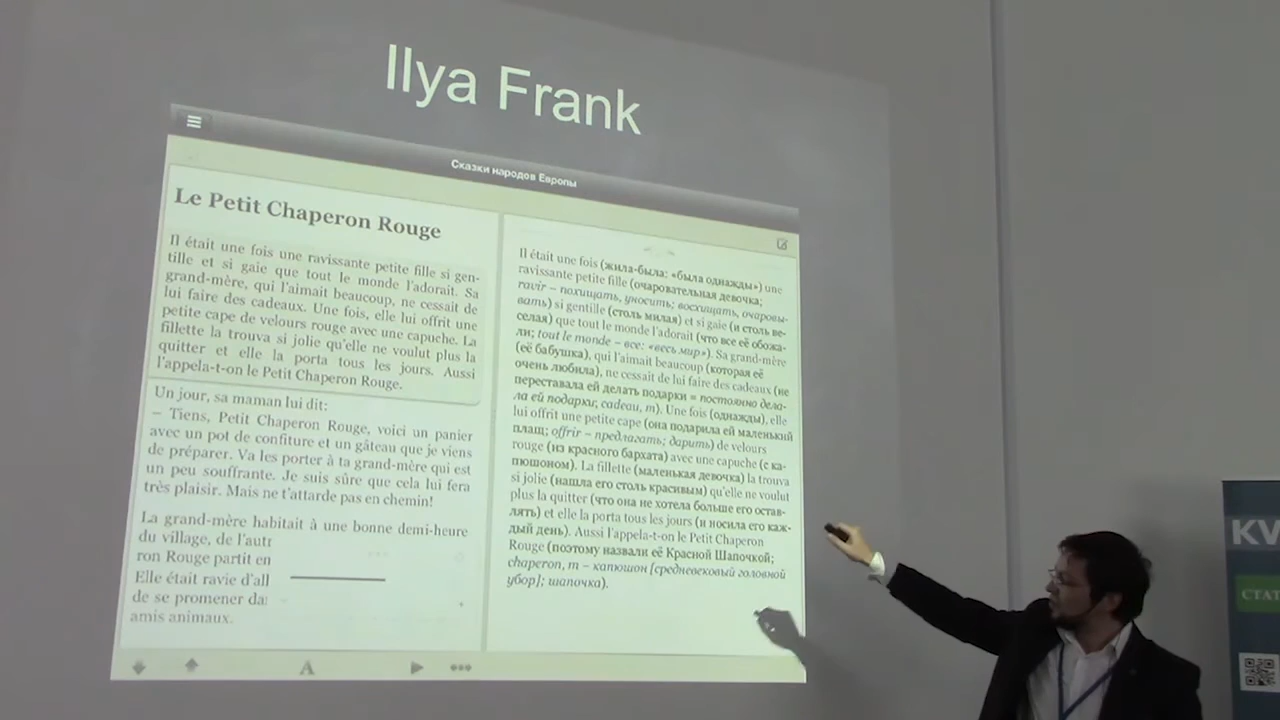 Ilya Frank
Сказки народов Европы
Le Petit Chaperon Rouge
Il était une fois une ravissante petite fille si gen-
tille et si gaie que tout le monde l'adorait. Sa
grand-mère, qui l'aimait beaucoup, ne cessait de
lui faire des cadeaux. Une fois, elle lui offrit une
petite cape de velours rouge avec une capuche. La
fillette la trouva si jolie qu'elle ne voulut plus la
quitter et elle la porta tous les jours. Aussi
l'appela-t-on le Petit Chaperon Rouge.
Un jour, sa maman lui dit:
– Tiens, Petit Chaperon Rouge, voici un panier
avec un pot de confiture et un gâteau que je viens
de préparer. Va les porter à ta grand-mère qui est
un peu souffrante. Je suis sûre que cela lui fera
très plaisir. Mais ne t'attarde pas en chemin!
La grand-mère habitait à une bonne demi-heure
du village, de l'autr
ron Rouge partit en
Elle était ravie d'all
de se promener da
amis animaux.
A
Il était une fois (жила-была: «была однажды») une
ravissante petite fille (очаровательная девочка;
ravir – похищать, уносить; восхищать, очаровы-
вать) si gentille (столь милая) et si gaie (и столь ве-
селая) que tout le monde l'adorait (что все её обожа-
ли; tout le monde – все: «весь мир»). Sa grand-mère
(её бабушка), qui l'aimait beaucoup (которая её
очень любила), ne cessait de lui faire des cadeaux (не
переставала ей делать подарки = постоянно дела-
ла ей подарки; cadeau, m). Une fois (однажды), elle
lui offrit une petite cape (она подарила ей маленький
плащ; offrir – предлагать; дарить) de velours
rouge (из красного бархата) avec une capuche (с ка-
пюшоном). La fillette (маленькая девочка) la trouva
si jolie (нашла его столь красивым) qu'elle ne voulut
plus la quitter (что она не хотела больше его остав-
лять) et elle la porta tous les jours (и носила его каж-
дый день). Aussi l'appela-t-on le Petit Chaperon
Rouge (поэтому назвали её Красной Шапочкой;
chaperon, m – капюшон [средневековый головной
убор]; шапочка).
KV
СТАТ